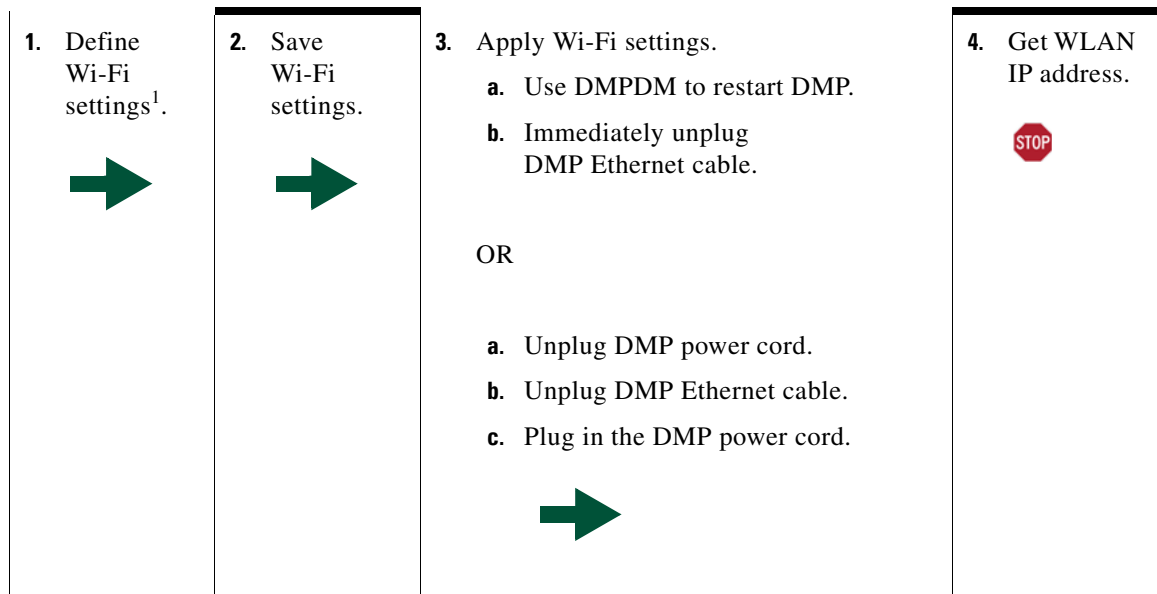 1. Define
Wi-Fi
settings¹.
2. Save
Wi-Fi
settings.
3. Apply Wi-Fi settings.
a. Use DMPDM to restart DMP.
b. Immediately unplug
DMP Ethernet cable.
OR
a. Unplug DMP power cord.
b. Unplug DMP Ethernet cable.
c. Plug in the DMP power cord.
4. Get WLAN
IP address.
STOP